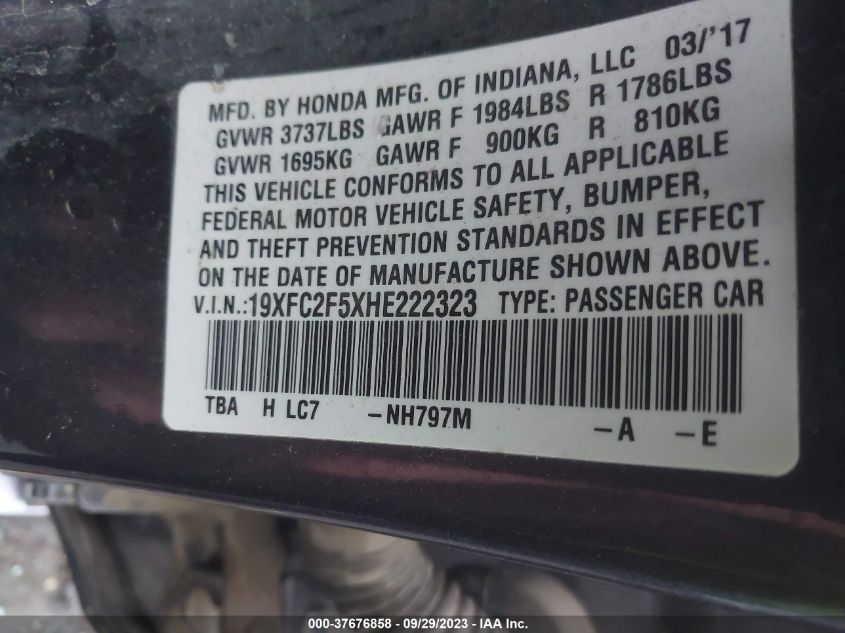 MFD. BY HONDA MFG. OF INDIANA, LLC 03/'17
GVWR 3737LBS GAWR F 1984LBS R 1786LBS
GVWR 1695KG GAWR F 900KG R 810KG
THIS VEHICLE CONFORMS TO ALL APPLICABLE
FEDERAL MOTOR VEHICLE SAFETY, BUMPER,
AND THEFT PREVENTION STANDARDS IN EFFECT
ON THE DATE OF MANUFACTURE SHOWN ABOVE.
V.I.N.:19XFC2F5XHE222323 TYPE: PASSENGER CAR
TBA H LC7 -NH797M -A -E
000-37676858 / 09/29/2023 / IAA Inc.